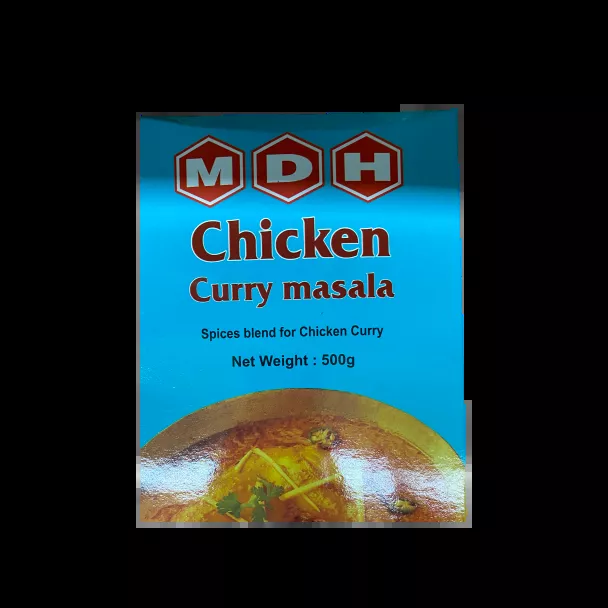 MDH
Chicken
Curry masala
Spices blend for Chicken Curry
Net Weight : 500g